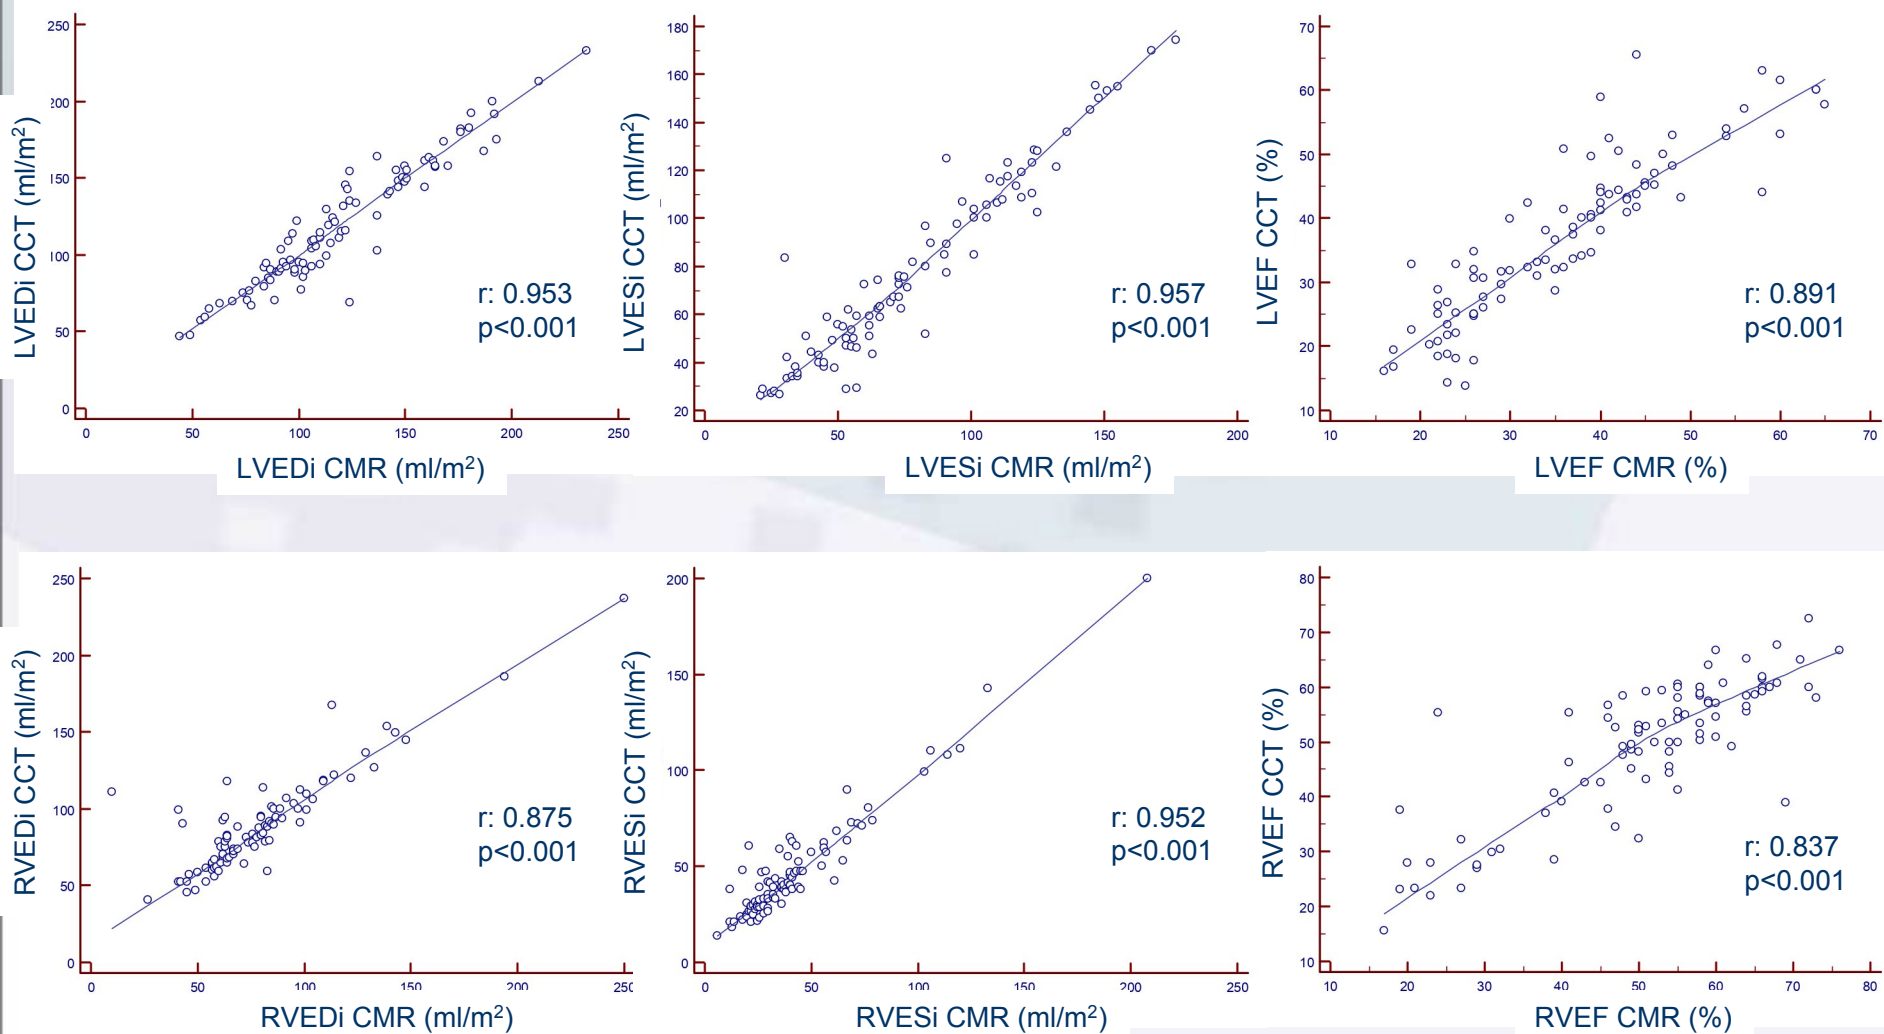 LVEDi CCT (ml/m²)
250
200
150
100
50
0
r: 0.953
p<0.001
0 50 100 150 200 250
LVEDi CMR (ml/m²)
LVESi CCT (ml/m²)
180
160
140
120
100
80
60
40
20
r: 0.957
p<0.001
0 50 100 150 200
LVESi CMR (ml/m²)
LVEF CCT (%)
70
60
50
40
30
20
10
r: 0.891
p<0.001
10 20 30 40 50 60 70
LVEF CMR (%)
RVEDi CCT (ml/m²)
250
200
150
100
50
0
r: 0.875
p<0.001
0 50 100 150 200 250
RVEDi CMR (ml/m²)
RVESi CCT (ml/m²)
200
150
100
50
0
r: 0.952
p<0.001
0 50 100 150 200 250
RVESi CMR (ml/m²)
RVEF CCT (%)
80
70
60
50
40
30
20
10
r: 0.837
p<0.001
10 20 30 40 50 60 70 80
RVEF CMR (%)